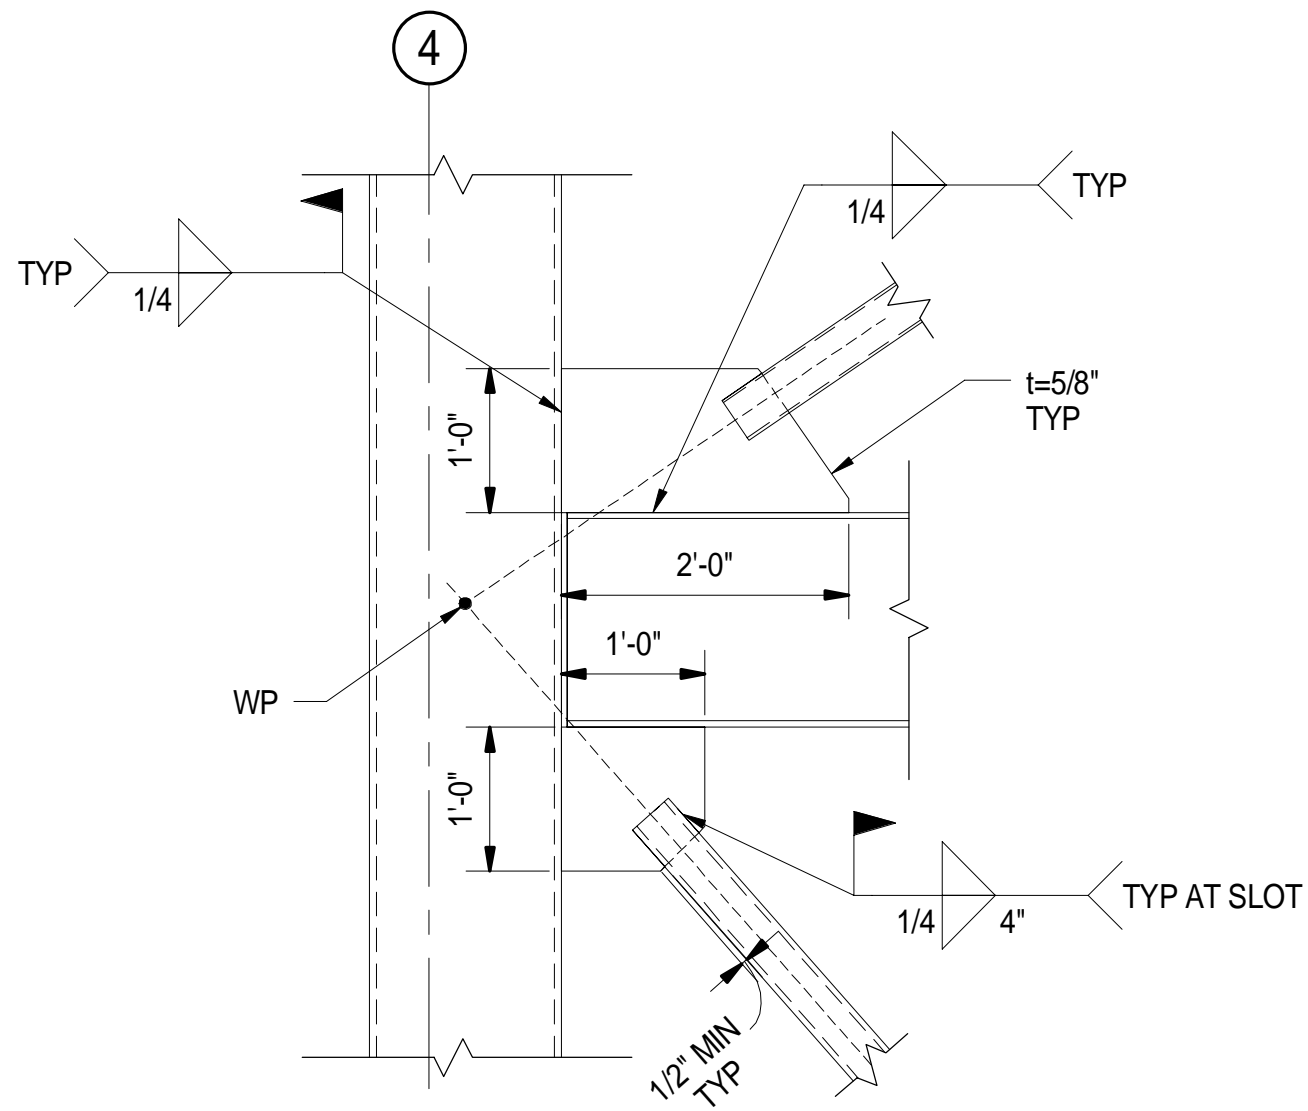 4
TYP
1/4
TYP
1/4
t=5/8"
TYP
1'-0"
2'-0"
1'-0"
WP
1'-0"
TYP AT SLOT
1/4
4"
1/2" MIN
TYP